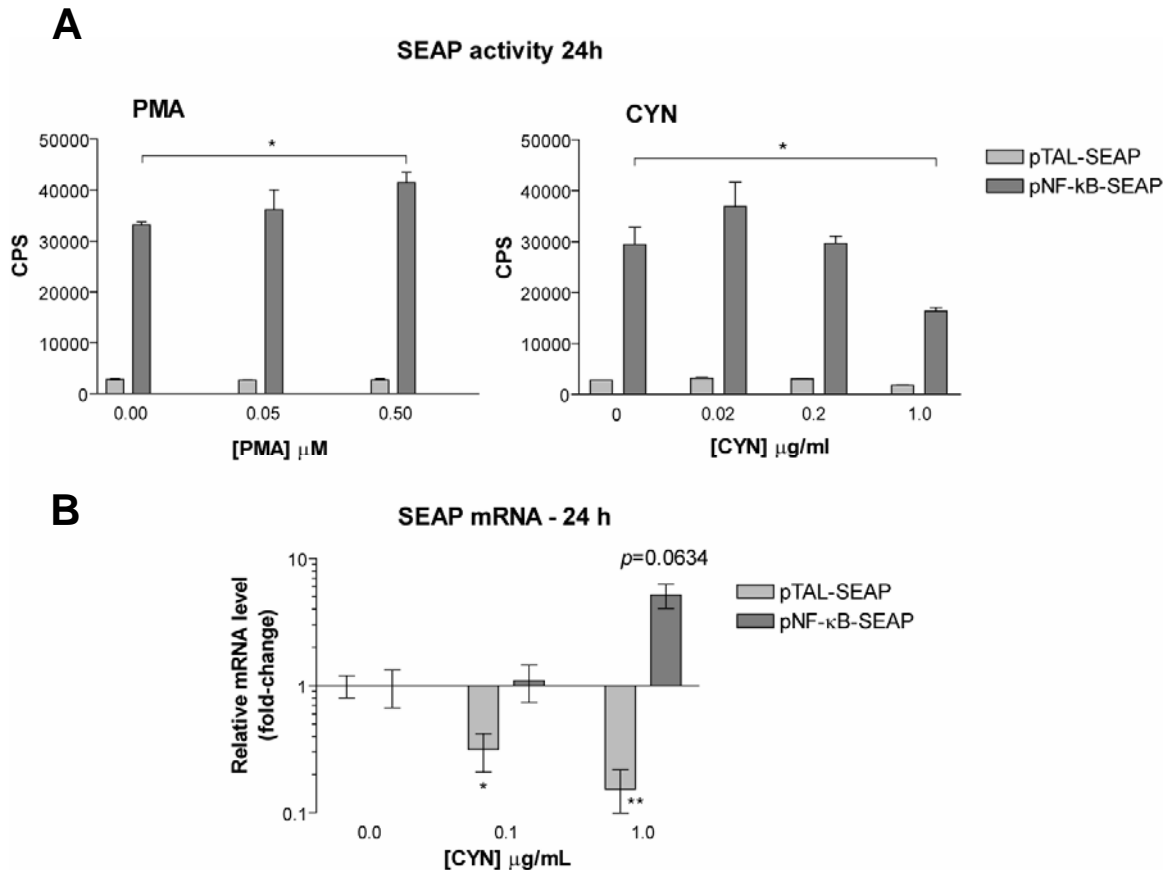 A
SEAP activity 24h
PMA
CPS
50000
40000
30000
20000
10000
0
*
0.00 0.05 0.50
[PMA] μM
CYN
CPS
50000
40000
30000
20000
10000
0
*
0 0.02 0.2 1.0
[CYN] μg/ml
pTAL-SEAP
pNF-kB-SEAP
B
SEAP mRNA - 24 h
Relative mRNA level
(fold-change)
10
1
0.1
p=0.0634
*
**
0.0 0.1 1.0
[CYN] μg/mL
pTAL-SEAP
pNF-κB-SEAP